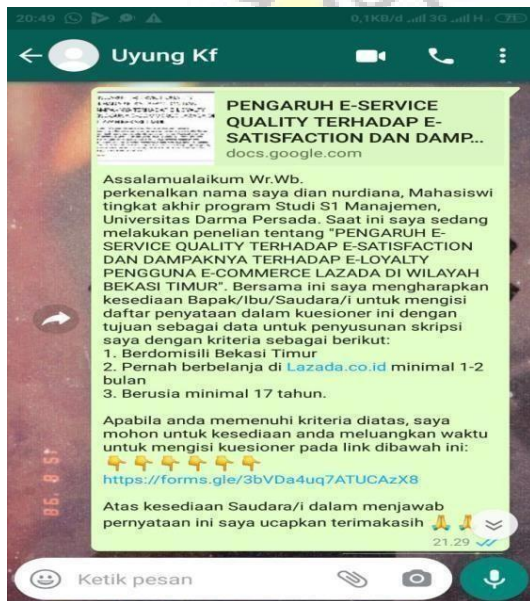 20:49
0,1KB/d 3G H 71
Uyung Kf
PENGARUH E-SERVICE
QUALITY TERHADAP E-
SATISFACTION DAN DAMP...
docs.google.com
Assalamualaikum Wr.Wb.
perkenalkan nama saya dian nurdiana, Mahasiswi
tingkat akhir program Studi S1 Manajemen,
Universitas Darma Persada. Saat ini saya sedang
melakukan penelian tentang "PENGARUH E-
SERVICE QUALITY TERHADAP E-SATISFACTION
DAN DAMPAKNYA TERHADAP E-LOYALTY
PENGGUNA E-COMMERCE LAZADA DI WILAYAH
BEKASI TIMUR". Bersama ini saya mengharapkan
kesediaan Bapak/Ibu/Saudara/i untuk mengisi
daftar penyataan dalam kuesioner ini dengan
tujuan sebagai data untuk penyusunan skripsi
saya dengan kriteria sebagai berikut:
1. Berdomisili Bekasi Timur
2. Pernah berbelanja di Lazada.co.id minimal 1-2
bulan
3. Berusia minimal 17 tahun.
Apabila anda memenuhi kriteria diatas, saya
mohon untuk kesediaan anda meluangkan waktu
untuk mengisi kuesioner pada link dibawah ini:
👇👇👇👇👇👇
https://forms.gle/3bVDa4uq7ATUCAzX8
Atas kesediaan Saudara/i dalam menjawab
pernyataan ini saya ucapkan terimakasih 🙏🙏
21.29
Ketik pesan